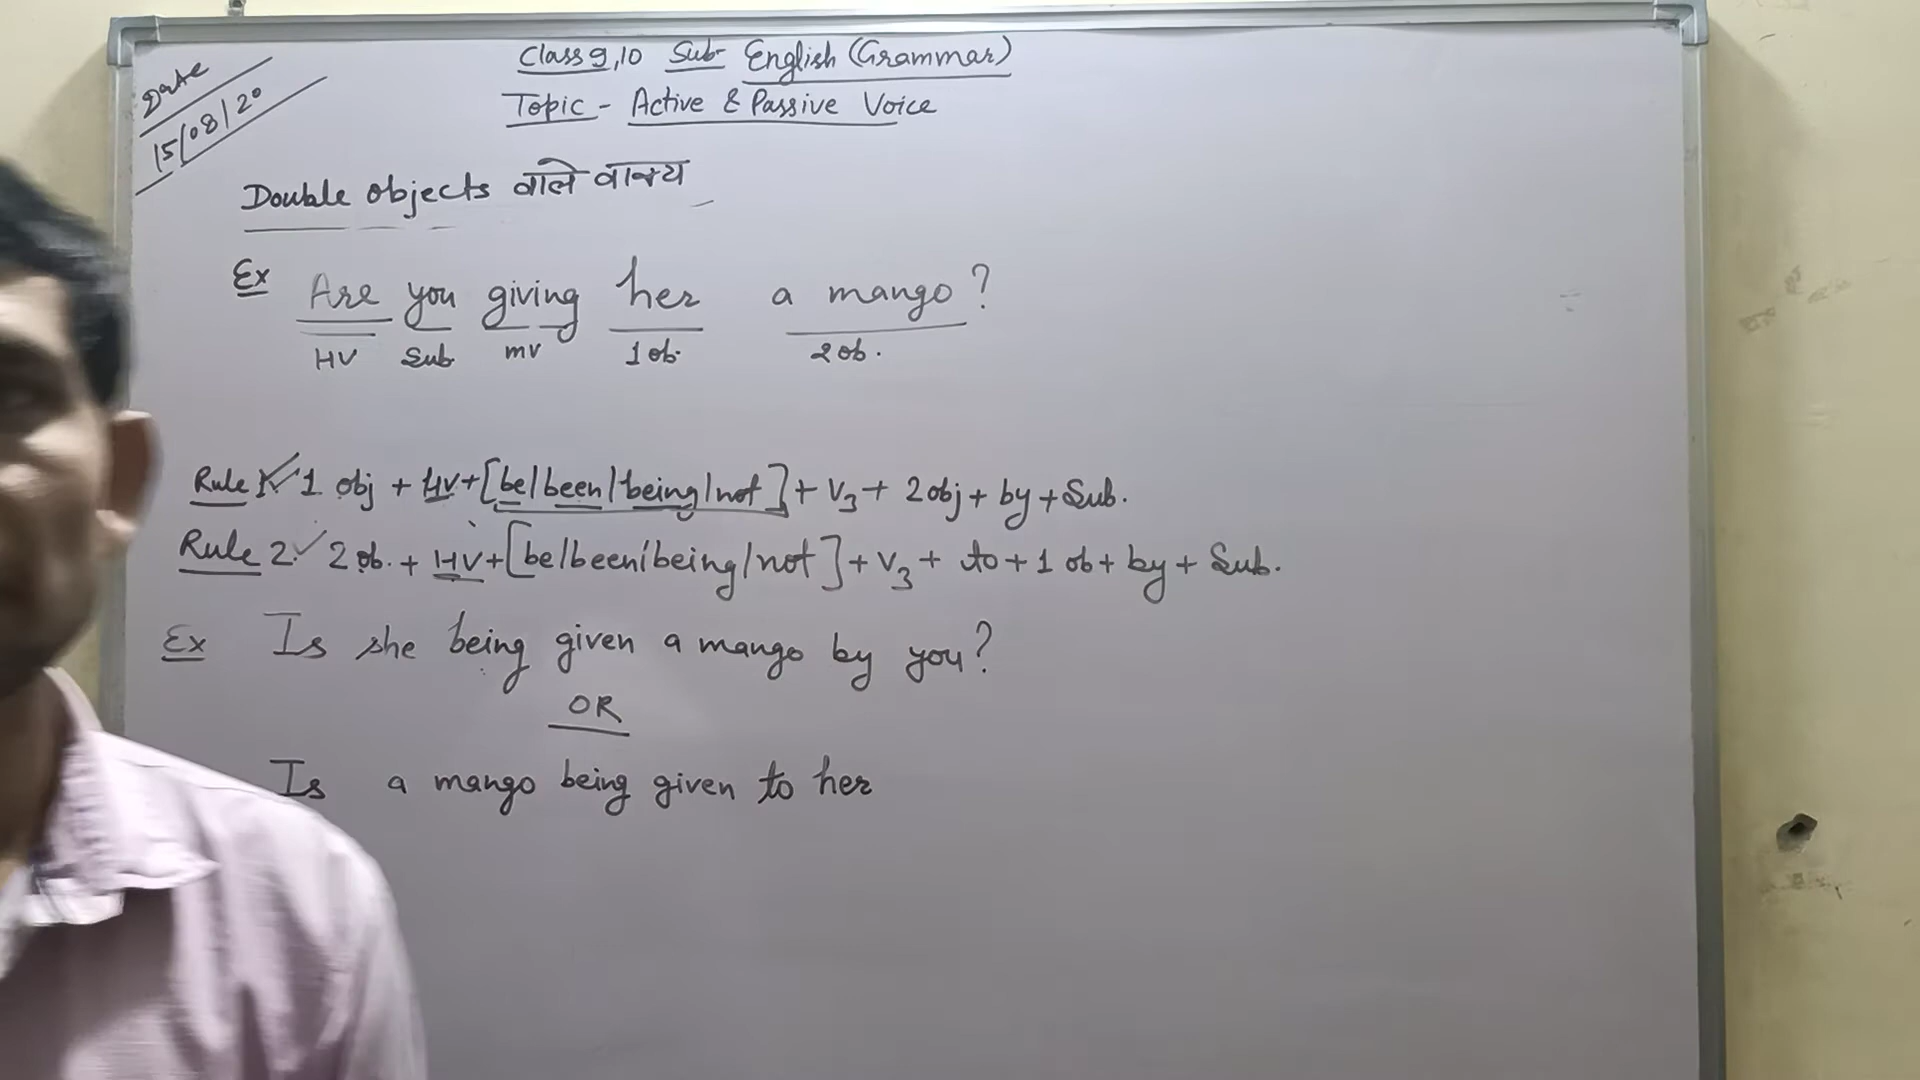 Date
15/08/20
Class 9,10 Sub- English (Grammar)
Topic - Active & Passive Voice
Double objects वाले वाक्य
Ex Are you giving her a mango?
HV Sub mv 1 ob. 2 ob.
Rule 1 ✓ 1 obj + HV+[be/been/being/not]+ V₃ + 2 obj + by + Sub.
Rule 2. ✓ 2 ob. + HV+[be/been/being/not]+ V₃ + to + 1 ob + by + Sub.
Ex Is she being given a mango by you?
OR
Is a mango being given to her